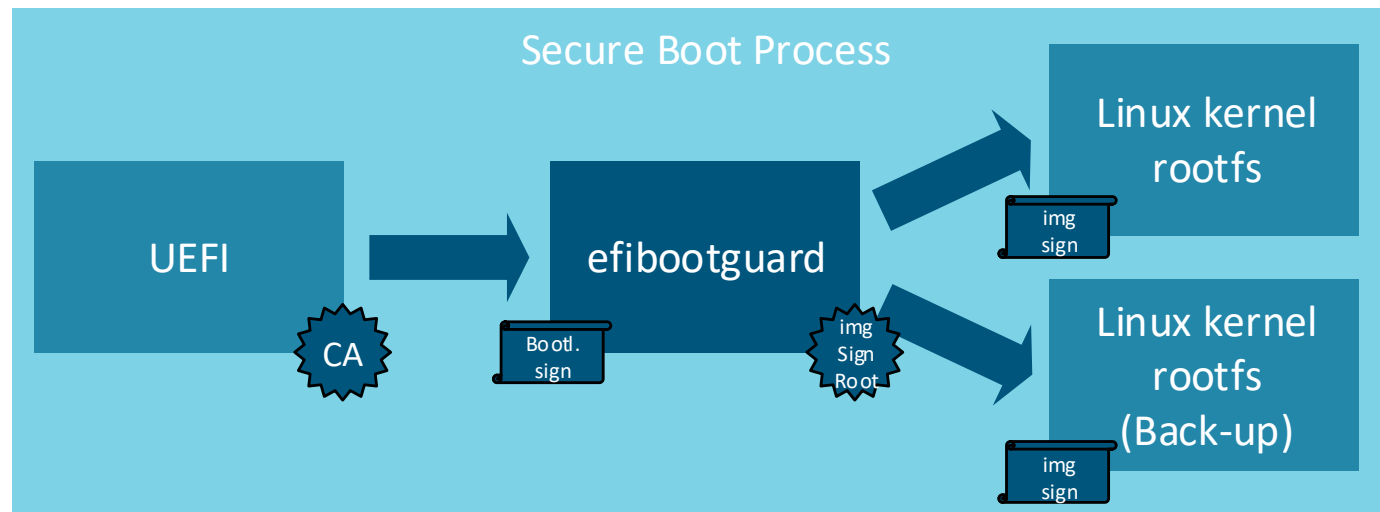 Secure Boot Process
UEFI
CA
efibootguard
Bootl.
sign
img
Sign
Root
Linux kernel
rootfs
img
sign
Linux kernel
rootfs
(Back-up)
img
sign